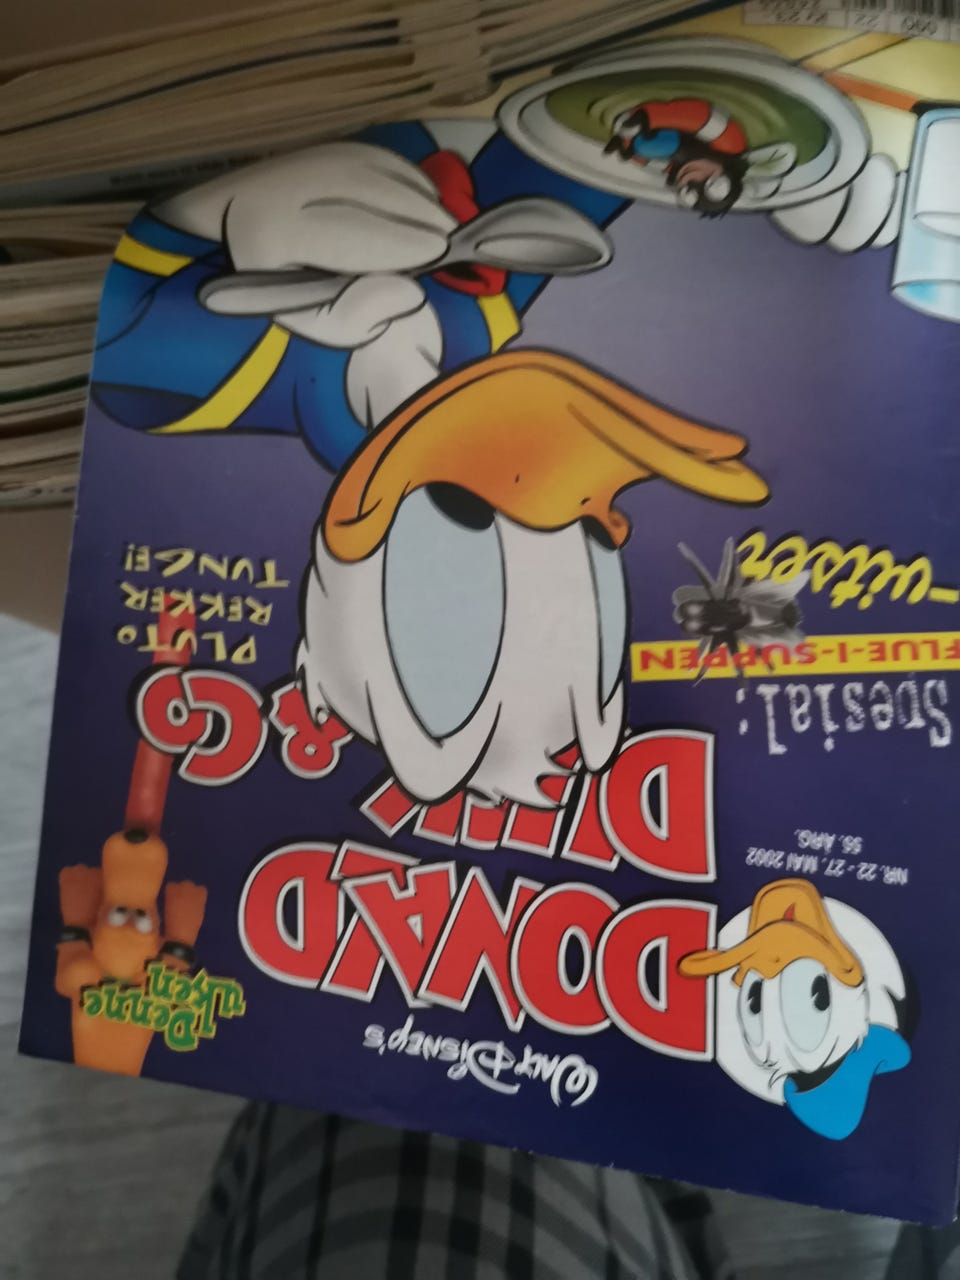 WALT DISNEY'S
DONALD
DUCK
& Co
Denne
uken
NR. 22 - 27. MAI 2002
55. ÅRG.
PLUTO
REKKER
TUNGE!
Spesial:
FLUE-I-SUPPEN
-vitser